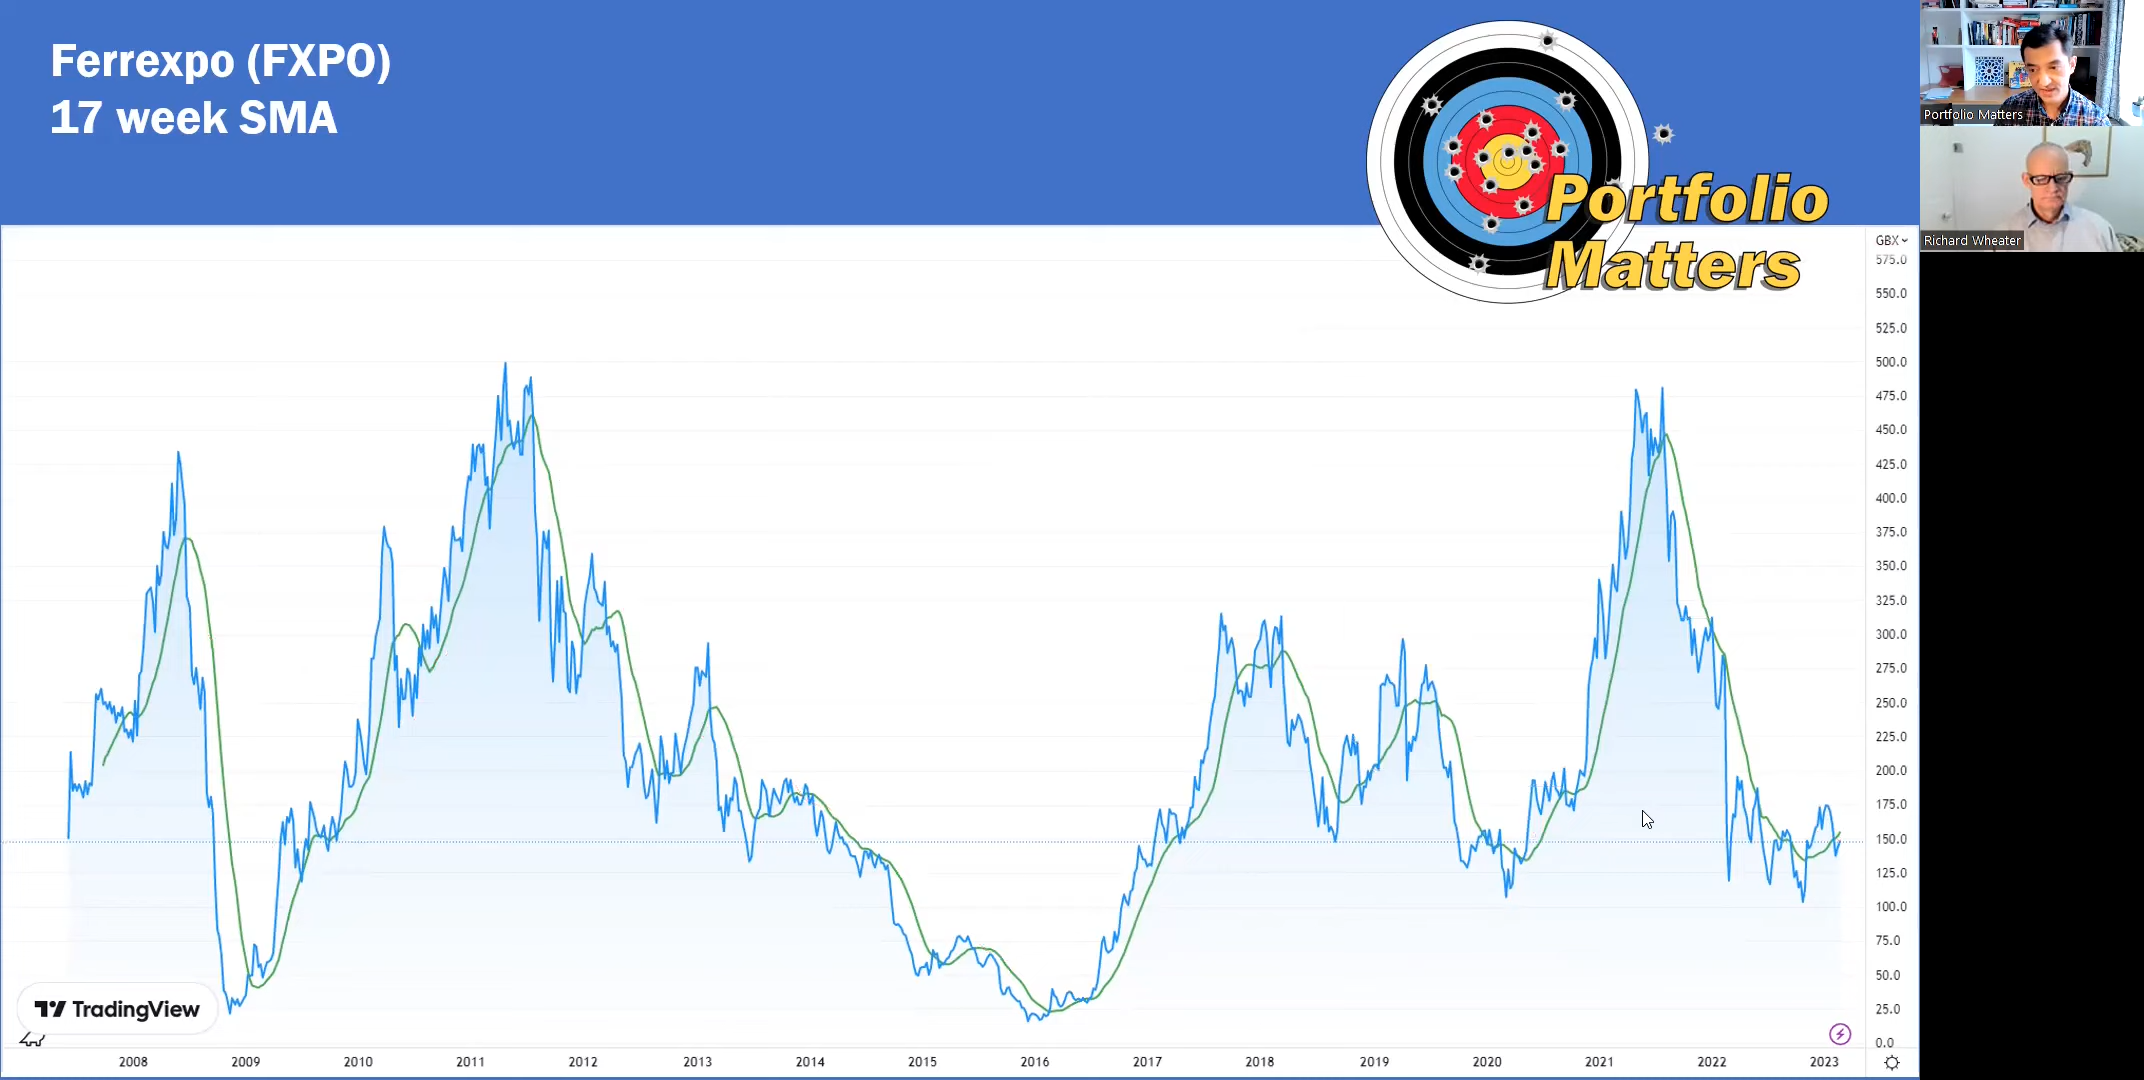 Ferrexpo (FXPO)
17 week SMA
Portfolio
Matters
Portfolio Matters
Richard Wheater
GBX
575.0
550.0
525.0
500.0
475.0
450.0
425.0
400.0
375.0
350.0
325.0
300.0
275.0
250.0
225.0
200.0
175.0
150.0
125.0
100.0
75.0
50.0
25.0
0.0
TradingView
2008 2009 2010 2011 2012 2013 2014 2015 2016 2017 2018 2019 2020 2021 2022 2023